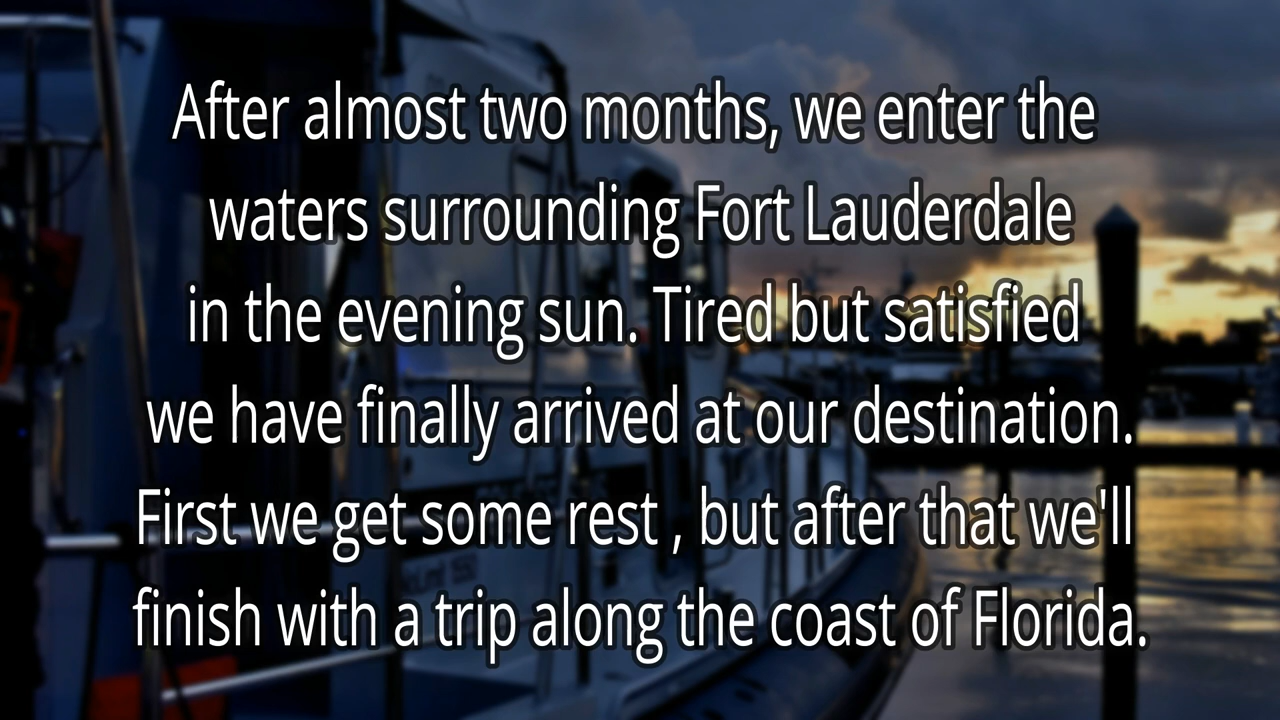 After almost two months, we enter the
waters surrounding Fort Lauderdale
in the evening sun. Tired but satisfied
we have finally arrived at our destination.
First we get some rest , but after that we'll
finish with a trip along the coast of Florida.